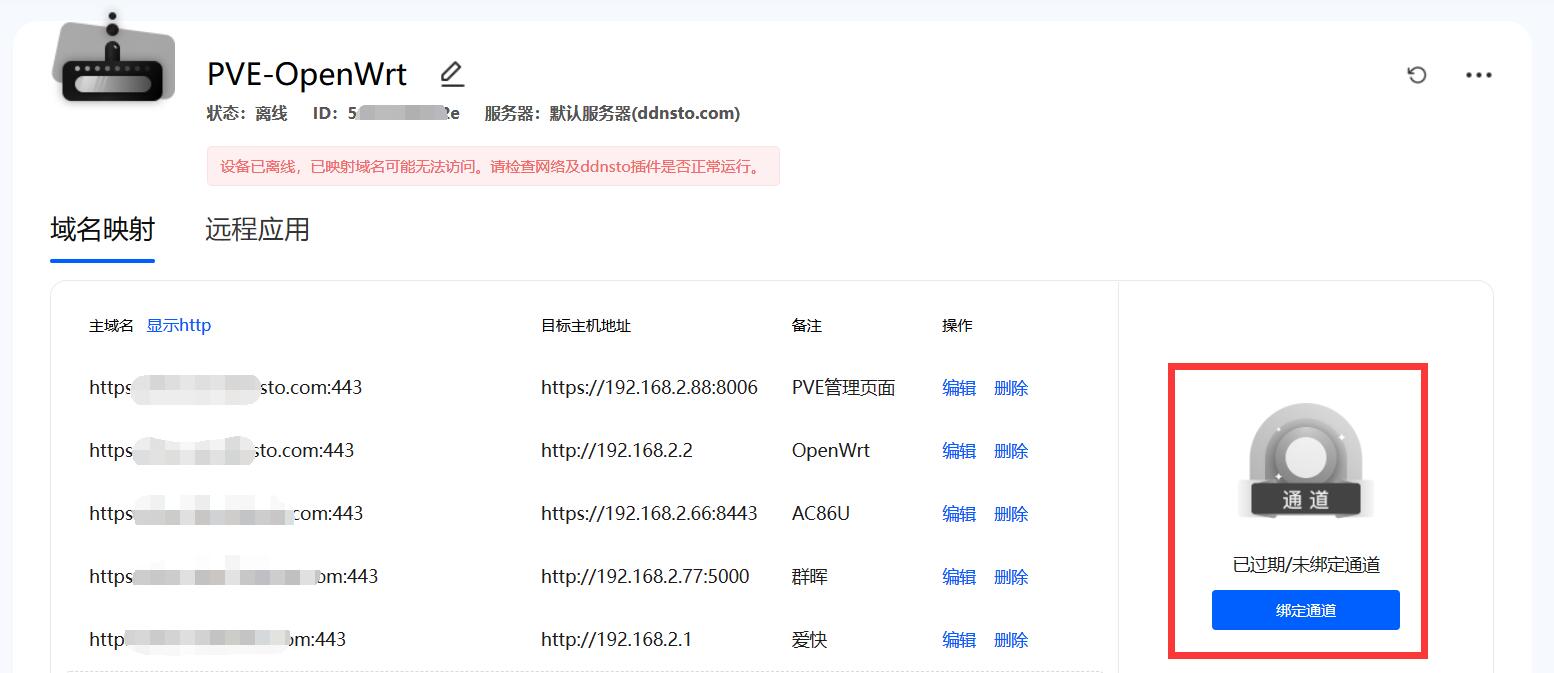 PVE-OpenWrt
状态：离线 ID：5 e 服务器：默认服务器(ddnsto.com)
设备已离线，已映射域名可能无法访问。请检查网络及ddnsto插件是否正常运行。
域名映射 远程应用
主域名 显示http 目标主机地址 备注 操作
https sto.com:443 https://192.168.2.88:8006 PVE管理页面 编辑 删除
https sto.com:443 http://192.168.2.2 OpenWrt 编辑 删除
https com:443 https://192.168.2.66:8443 AC86U 编辑 删除
https om:443 http://192.168.2.77:5000 群晖 编辑 删除
http om:443 http://192.168.2.1 爱快 编辑 删除
通道
已过期/未绑定通道
绑定通道